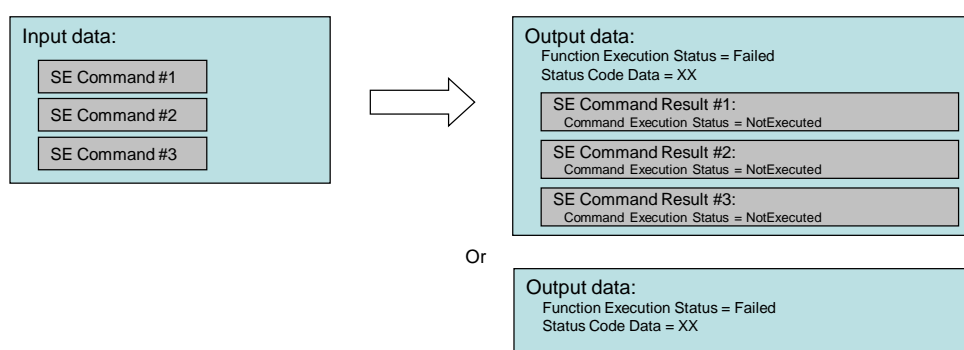 Input data:
SE Command #1
SE Command #2
SE Command #3
Output data:
Function Execution Status = Failed
Status Code Data = XX
SE Command Result #1:
Command Execution Status = NotExecuted
SE Command Result #2:
Command Execution Status = NotExecuted
SE Command Result #3:
Command Execution Status = NotExecuted
Or
Output data:
Function Execution Status = Failed
Status Code Data = XX